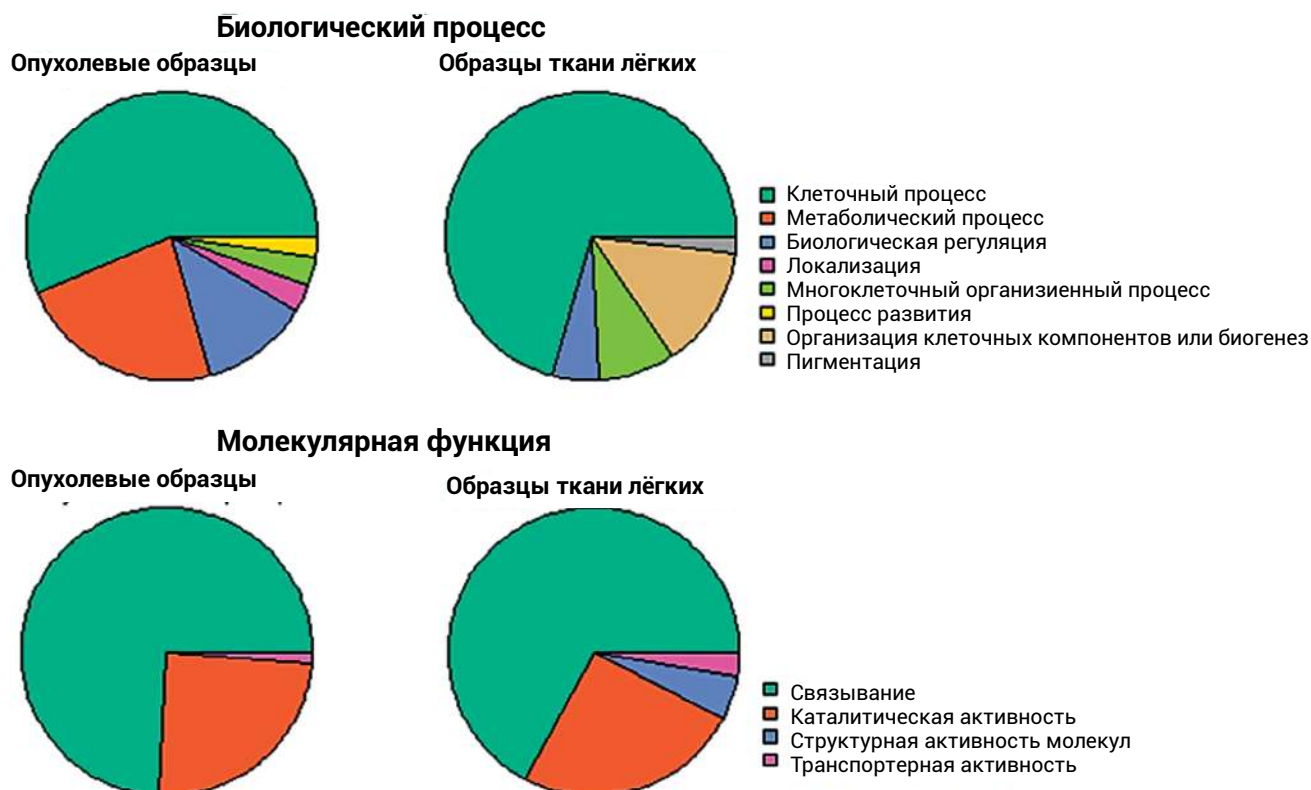 Биологический процесс
Опухолевые образцы
Образцы ткани лёгких
Клеточный процесс
Метаболический процесс
Биологическая регуляция
Локализация
Многоклеточный организиенный процесс
Процесс развития
Организация клеточных компонентов или биогенез
Пигментация
Молекулярная функция
Опухолевые образцы
Образцы ткани лёгких
Связывание
Каталитическая активность
Структурная активность молекул
Транспортерная активность